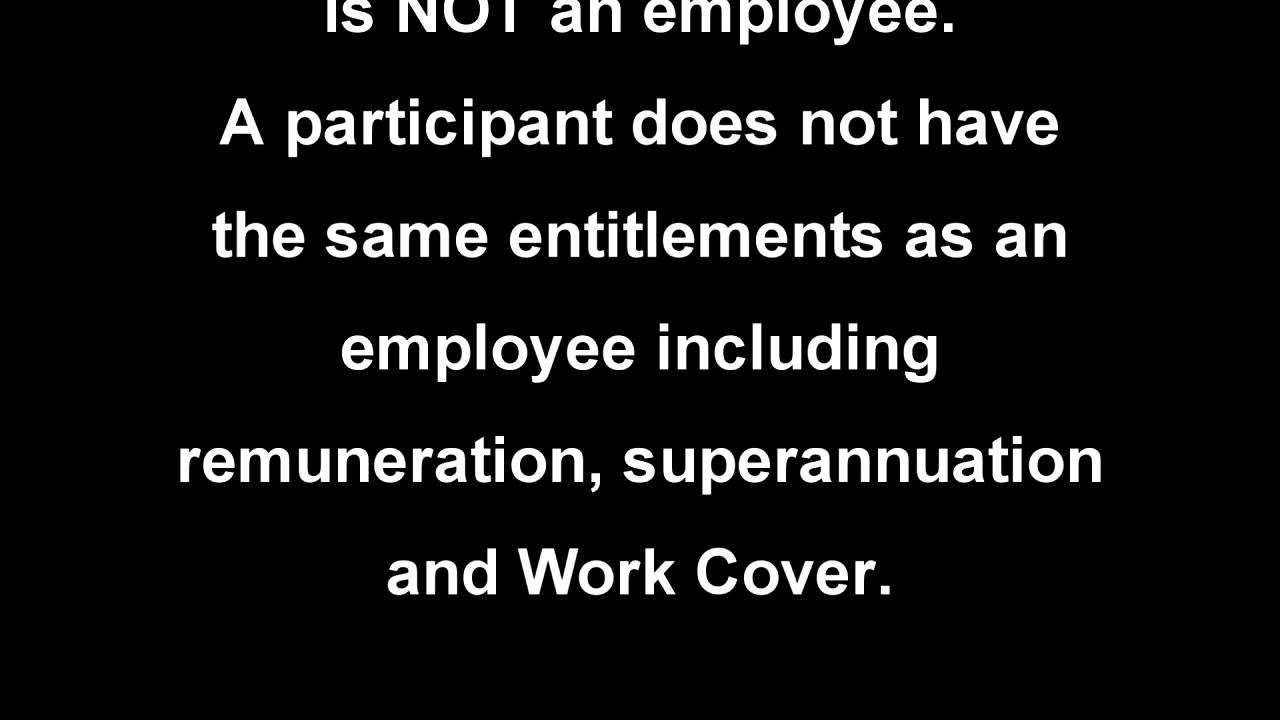 is NOT an employee.
A participant does not have
the same entitlements as an
employee including
remuneration, superannuation
and Work Cover.